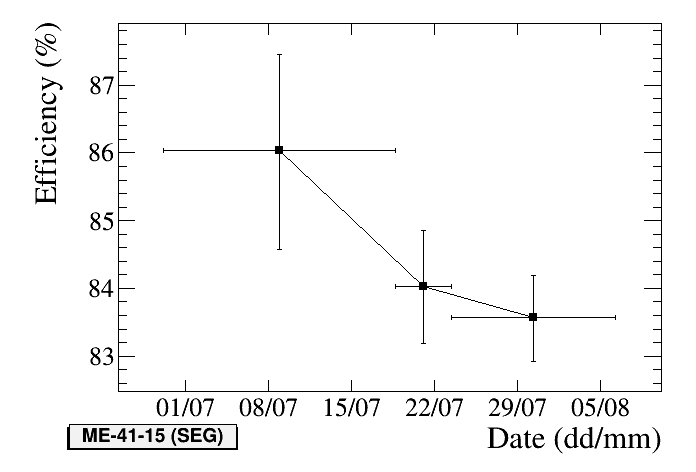 Efficiency (%)
87
86
85
84
83
01/07 08/07 15/07 22/07 29/07 05/08
ME-41-15 (SEG)
Date (dd/mm)